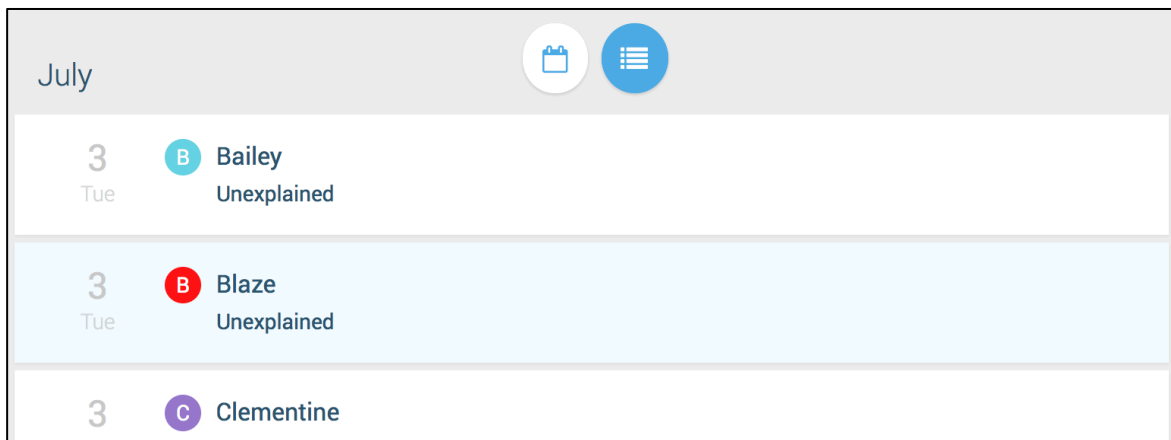 July
3
Tue
B
Bailey
Unexplained
3
Tue
B
Blaze
Unexplained
3
C
Clementine